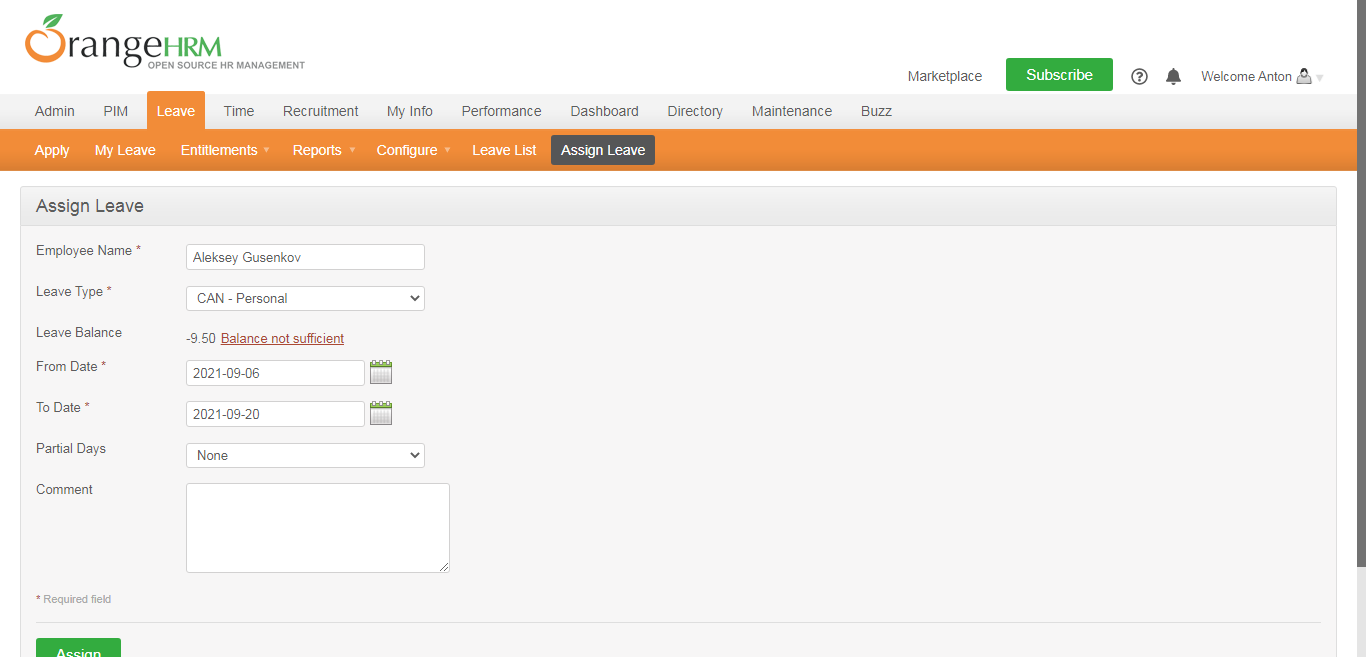 OrangeHRM
OPEN SOURCE HR MANAGEMENT
Marketplace Subscribe Welcome Anton
Admin PIM Leave Time Recruitment My Info Performance Dashboard Directory Maintenance Buzz
Apply My Leave Entitlements Reports Configure Leave List Assign Leave
Assign Leave
Employee Name * Aleksey Gusenkov
Leave Type * CAN - Personal
Leave Balance -9.50 Balance not sufficient
From Date * 2021-09-06
To Date * 2021-09-20
Partial Days None
Comment
* Required field
Assign